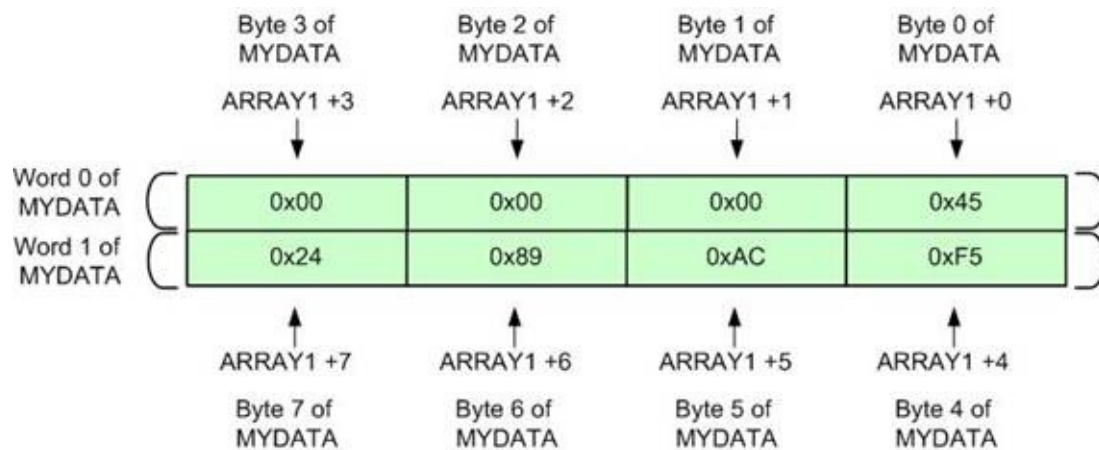 Byte 3 of MYDATA
Byte 2 of MYDATA
Byte 1 of MYDATA
Byte 0 of MYDATA
ARRAY1 +3
ARRAY1 +2
ARRAY1 +1
ARRAY1 +0
Word 0 of MYDATA
0x00
0x00
0x00
0x45
Word 1 of MYDATA
0x24
0x89
0xAC
0xF5
ARRAY1 +7
ARRAY1 +6
ARRAY1 +5
ARRAY1 +4
Byte 7 of MYDATA
Byte 6 of MYDATA
Byte 5 of MYDATA
Byte 4 of MYDATA